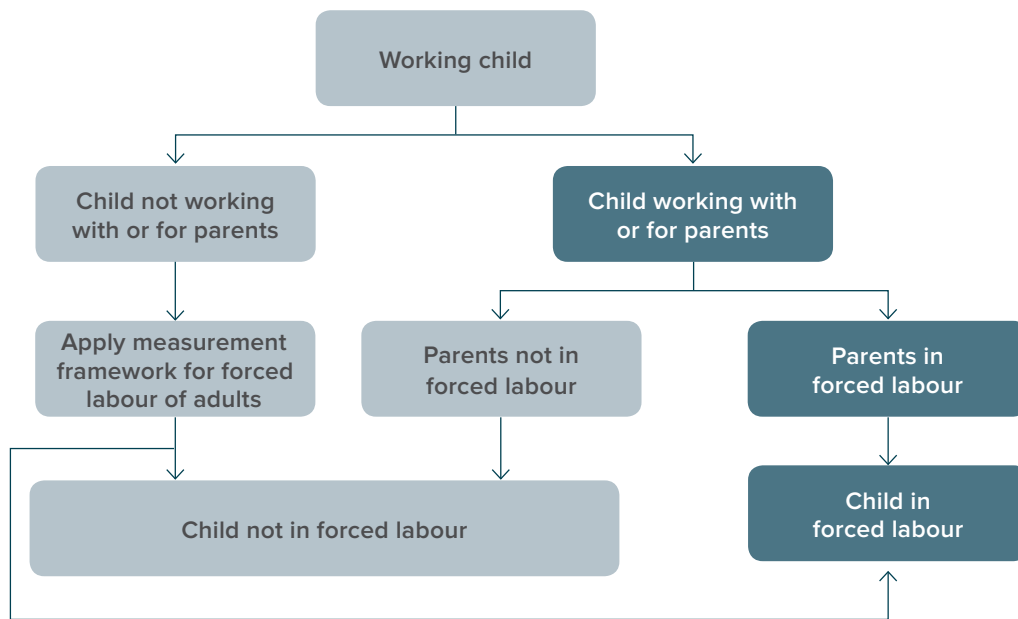 Working child
Child not working
with or for parents
Child working with
or for parents
Apply measurement
framework for forced
labour of adults
Parents not in
forced labour
Parents in
forced labour
Child not in forced labour
Child in
forced labour